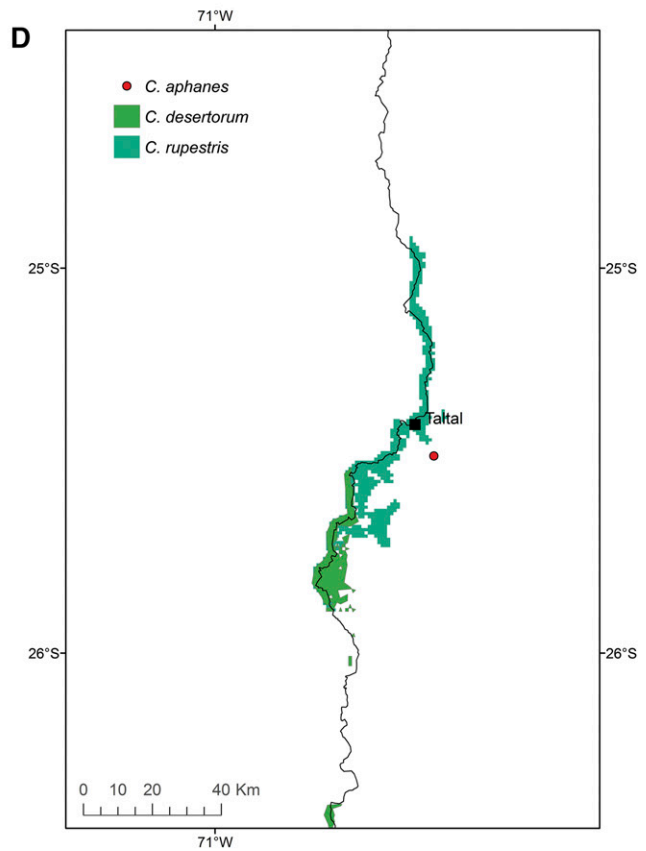 D
71°W
C. aphanes
C. desertorum
C. rupestris
25°S
25°S
Taltal
26°S
26°S
0 10 20 40 Km
71°W